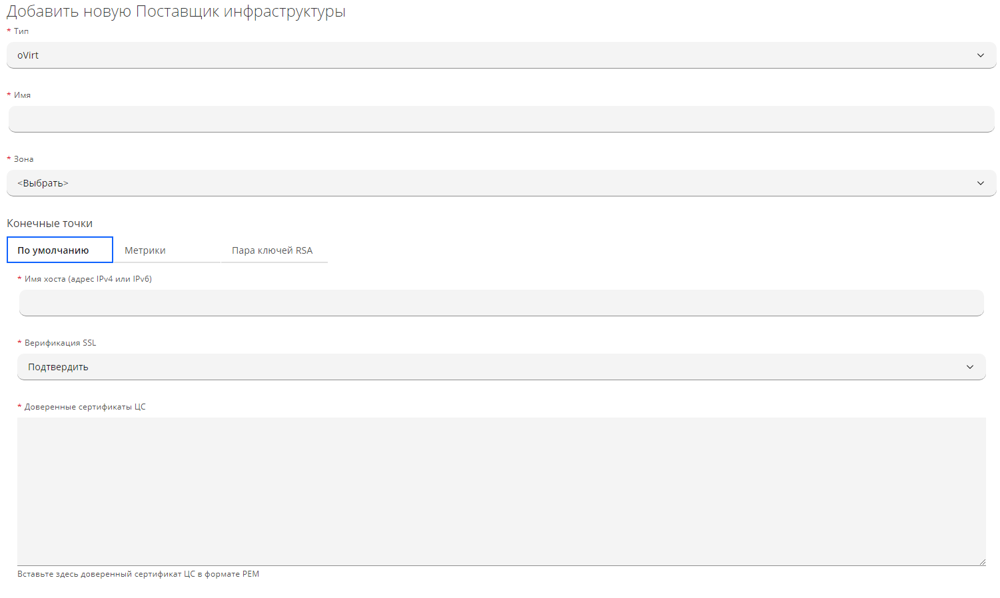 Добавить новую Поставщик инфраструктуры
* Тип
oVirt
* Имя
* Зона
<Выбрать>
Конечные точки
По умолчанию Метрики Пара ключей RSA
* Имя хоста (адрес IPv4 или IPv6)
* Верификация SSL
Подтвердить
* Доверенные сертификаты ЦС
Вставьте здесь доверенный сертификат ЦС в формате PEM